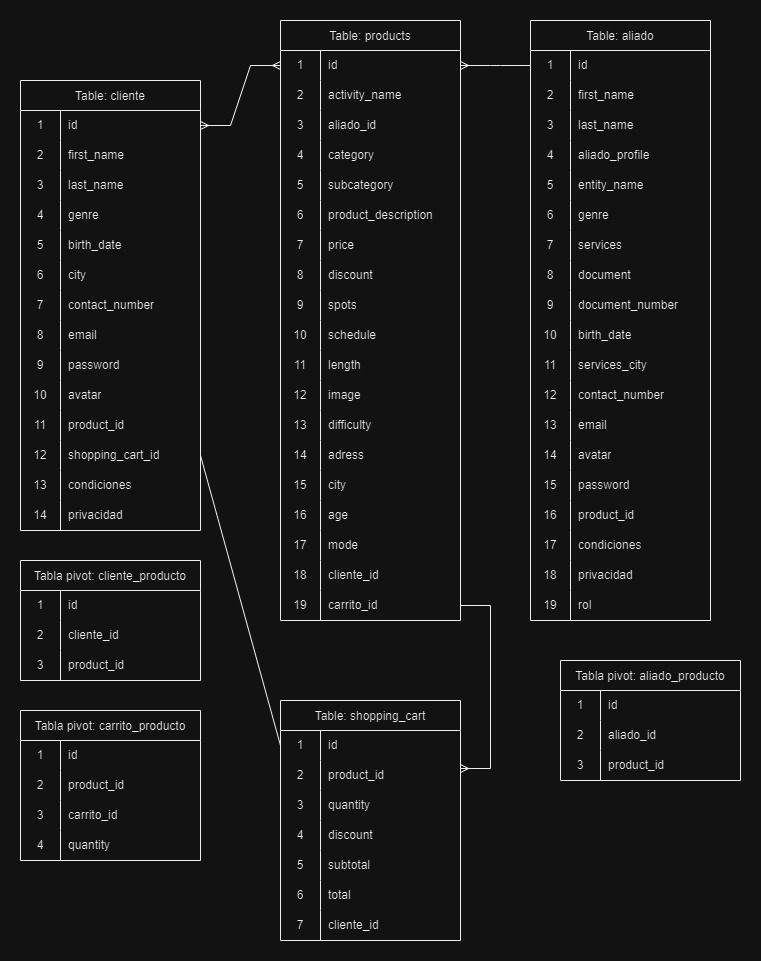 Table: cliente
1 id
2 first_name
3 last_name
4 genre
5 birth_date
6 city
7 contact_number
8 email
9 password
10 avatar
11 product_id
12 shopping_cart_id
13 condiciones
14 privacidad
Tabla pivot: cliente_producto
1 id
2 cliente_id
3 product_id
Tabla pivot: carrito_producto
1 id
2 product_id
3 carrito_id
4 quantity
Table: products
1 id
2 activity_name
3 aliado_id
4 category
5 subcategory
6 product_description
7 price
8 discount
9 spots
10 schedule
11 length
12 image
13 difficulty
14 adress
15 city
16 age
17 mode
18 cliente_id
19 carrito_id
Table: shopping_cart
1 id
2 product_id
3 quantity
4 discount
5 subtotal
6 total
7 cliente_id
Table: aliado
1 id
2 first_name
3 last_name
4 aliado_profile
5 entity_name
6 genre
7 services
8 document
9 document_number
10 birth_date
11 services_city
12 contact_number
13 email
14 avatar
15 password
16 product_id
17 condiciones
18 privacidad
19 rol
Tabla pivot: aliado_producto
1 id
2 aliado_id
3 product_id